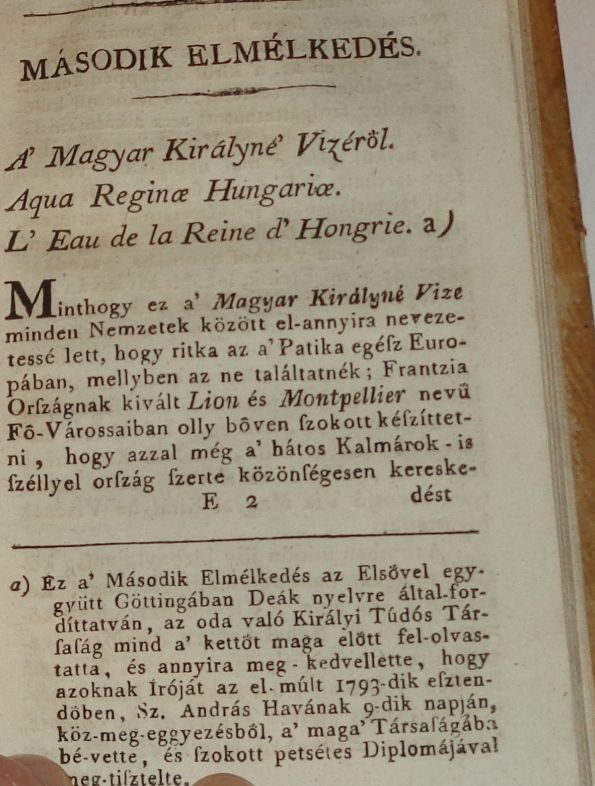 MÁSODIK ELMÉLKEDÉS.
A' Magyar Királyné' Vizéről.
Aqua Reginæ Hungariæ.
L' Eau de la Reine d' Hongrie. a)
Minthogy ez a' Magyar Királyné Vize
minden Nemzetek között el-annyira neveze-
tessé lett, hogy ritka az a' Patika egéſz Euro-
pában, mellyben az ne találtatnék; Frantzia
Orſzágnak kivált Lion és Montpellier nevű
Fô-Várossaiban olly bôven ſzokott kéſzíttet-
ni, hogy azzal még a' hátos Kalmárok-is
ſzéllyel orſzág ſzerte közönſégesen kereske-
E 2 dést
a) Ez a' Második Elmélkedés az Elsővel egy-
gyütt Göttingában Deák nyelvre által-for-
díttatván, az oda való Királyi Túdós Tár-
ſaſág mind a' kettőt maga előtt fel-olvas-
tatta, és annyira meg-kedvellette, hogy
azoknak Íróját az el-múlt 1793-dik eſzten-
döben, Sz. András Havának 9-dik napján,
köz-meg-eggyezésből, a' maga' Társaſágába
bé-vette, és ſzokott petsétes Diplomájával
meg-tiſztelte.